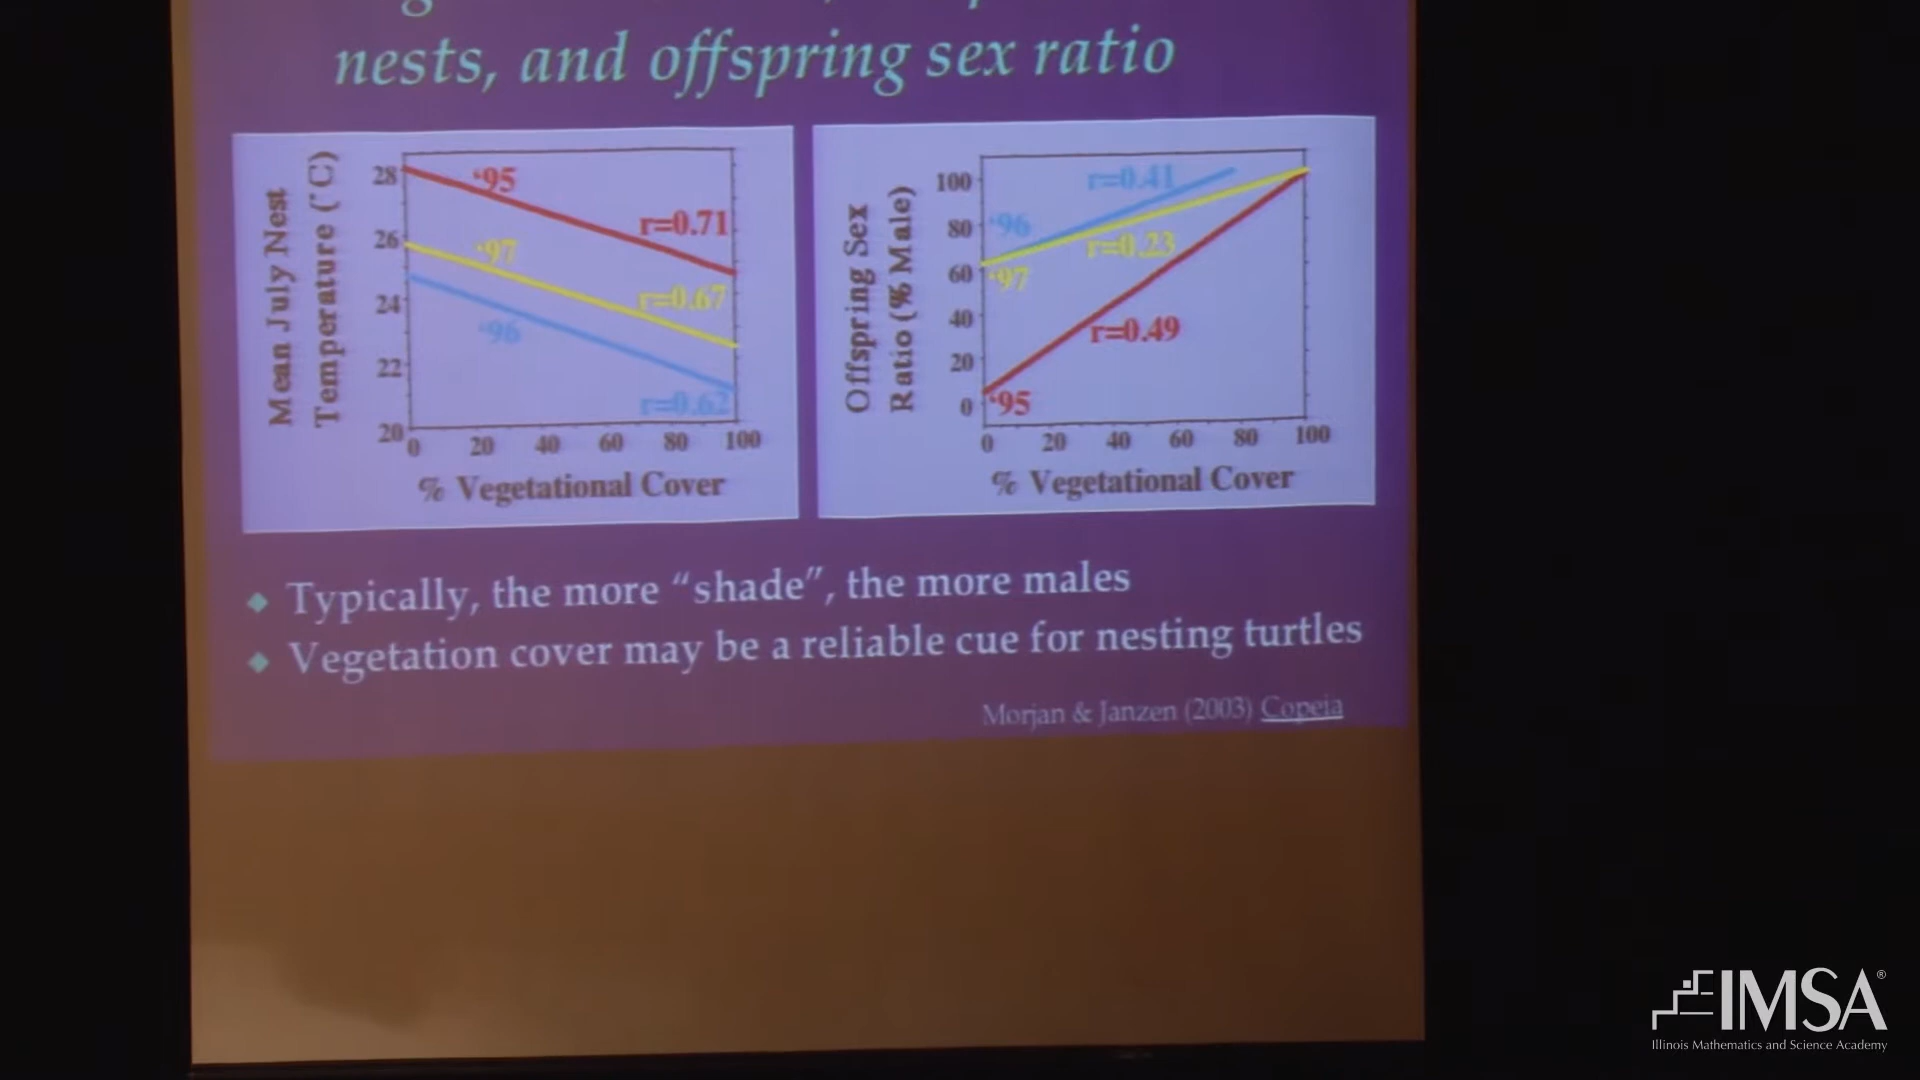 nests, and offspring sex ratio
Mean July Nest
Temperature (°C)
28
26
24
22
20
'95
r=0.71
'97
r=0.67
'96
r=0.62
0 20 40 60 80 100
% Vegetational Cover
Offspring Sex
Ratio (% Male)
100
80
60
40
20
0
r=0.41
'96
r=0.23
'97
r=0.49
'95
0 20 40 60 80 100
% Vegetational Cover
Typically, the more “shade”, the more males
Vegetation cover may be a reliable cue for nesting turtles
Morjan & Janzen (2003) Copeia
IMSA®
Illinois Mathematics and Science Academy